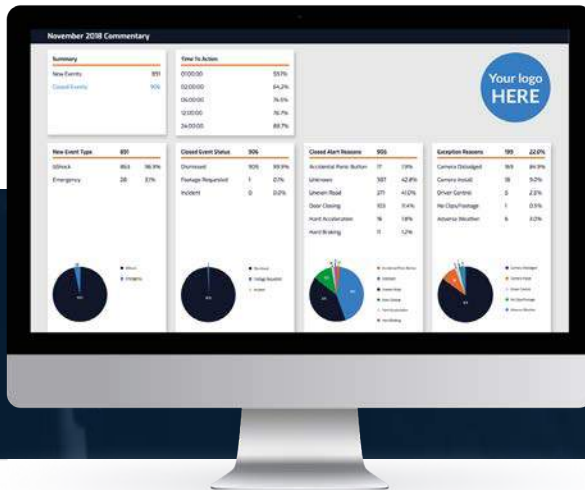 November 2018 Commentary
Summary
New Events 891
Closed Events 906
Time To Action
01:00:00 59.1%
02:00:00 64.2%
06:00:00 74.5%
12:00:00 76.7%
24:00:00 89.7%
Your logo
HERE
New Event Type 891
GShock 863 96.9%
Emergency 28 3.1%
Closed Event Status 906
Dismissed 905 99.9%
Footage Requested 1 0.1%
Incident 0 0.0%
Closed Alert Reasons 905
Accidental Panic Button 17 1.9%
Unknown 387 42.8%
Uneven Road 371 41.0%
Door Closing 103 11.4%
Hard Acceleration 16 1.8%
Hard Braking 11 1.2%
Exception Reasons 199 22.0%
Camera Dislodged 169 84.9%
Camera Install 18 9.0%
Driver Control 5 2.5%
No Clips/Footage 1 0.5%
Adverse Weather 6 3.0%